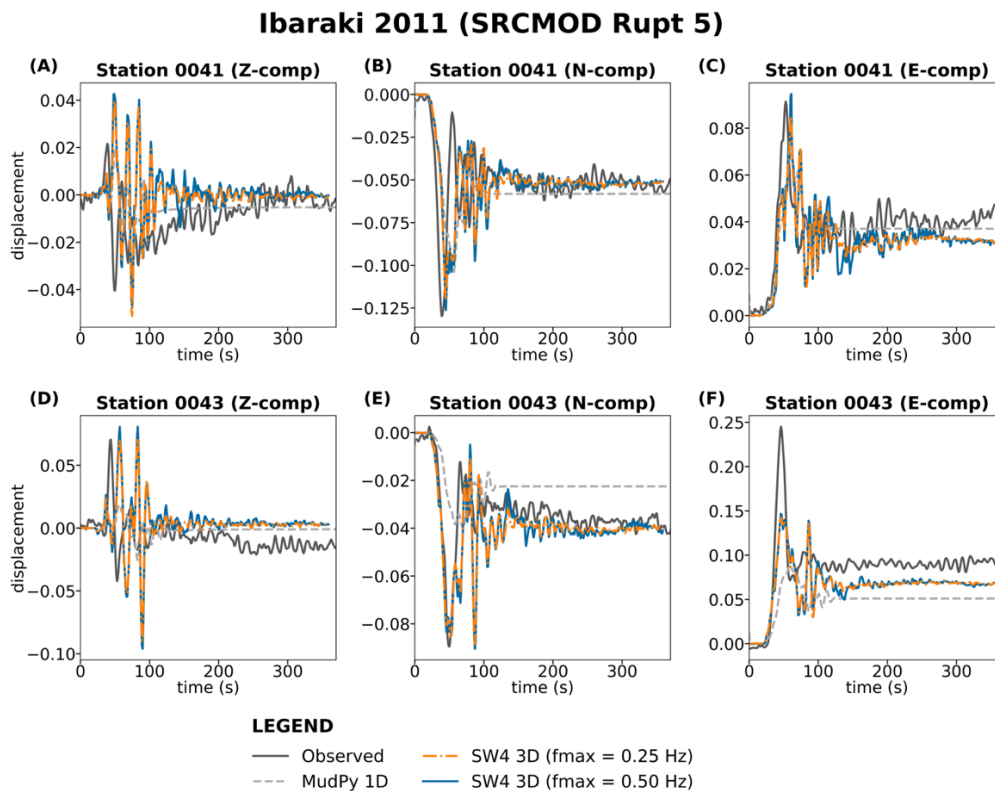 Ibaraki 2011 (SRCMOD Rupt 5)
(A) Station 0041 (Z-comp)
0.04
0.02
0.00
−0.02
−0.04
displacement
0 100 200 300
time (s)
(B) Station 0041 (N-comp)
0.000
−0.025
−0.050
−0.075
−0.100
−0.125
0 100 200 300
time (s)
(C) Station 0041 (E-comp)
0.08
0.06
0.04
0.02
0.00
0 100 200 300
time (s)
(D) Station 0043 (Z-comp)
0.05
0.00
−0.05
−0.10
displacement
0 100 200 300
time (s)
(E) Station 0043 (N-comp)
0.00
−0.02
−0.04
−0.06
−0.08
0 100 200 300
time (s)
(F) Station 0043 (E-comp)
0.25
0.20
0.15
0.10
0.05
0.00
0 100 200 300
time (s)
LEGEND
Observed
MudPy 1D
SW4 3D (fmax = 0.25 Hz)
SW4 3D (fmax = 0.50 Hz)